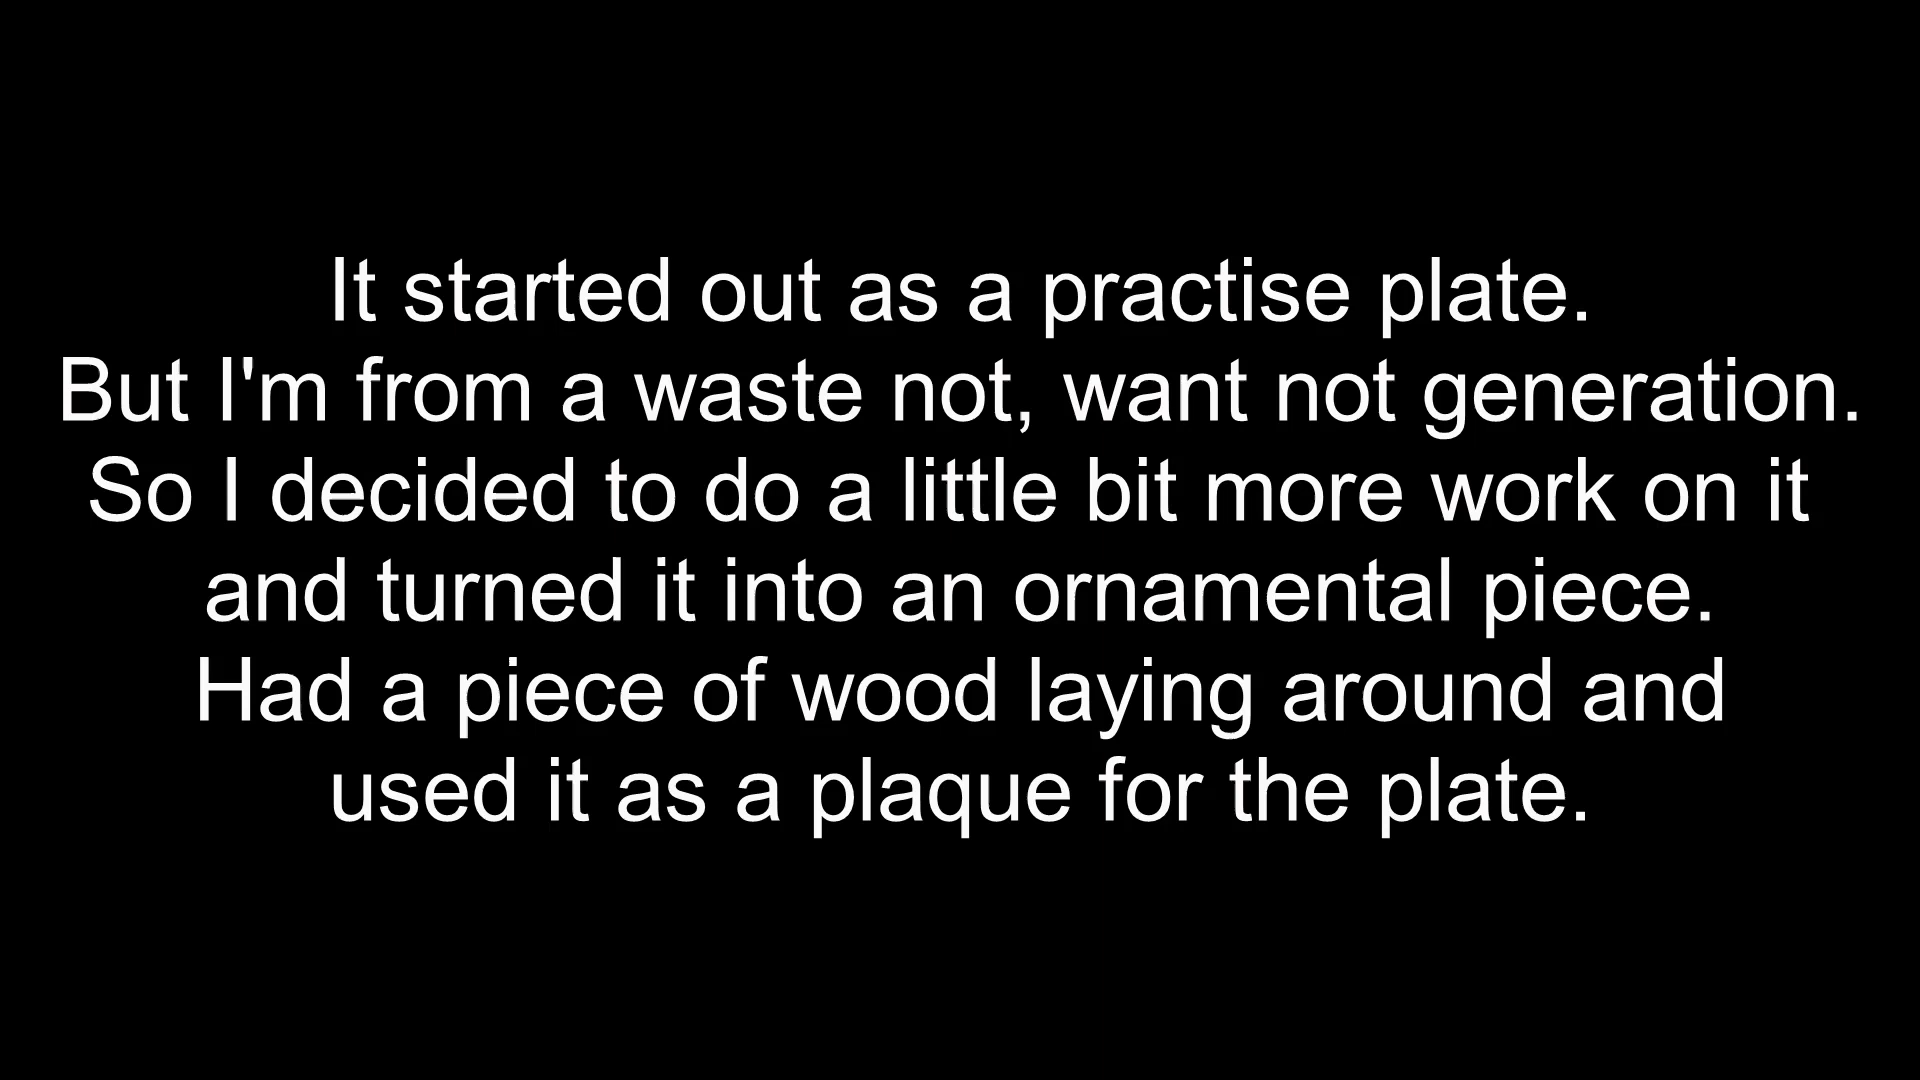 It started out as a practise plate.
But I'm from a waste not, want not generation.
So I decided to do a little bit more work on it
and turned it into an ornamental piece.
Had a piece of wood laying around and
used it as a plaque for the plate.